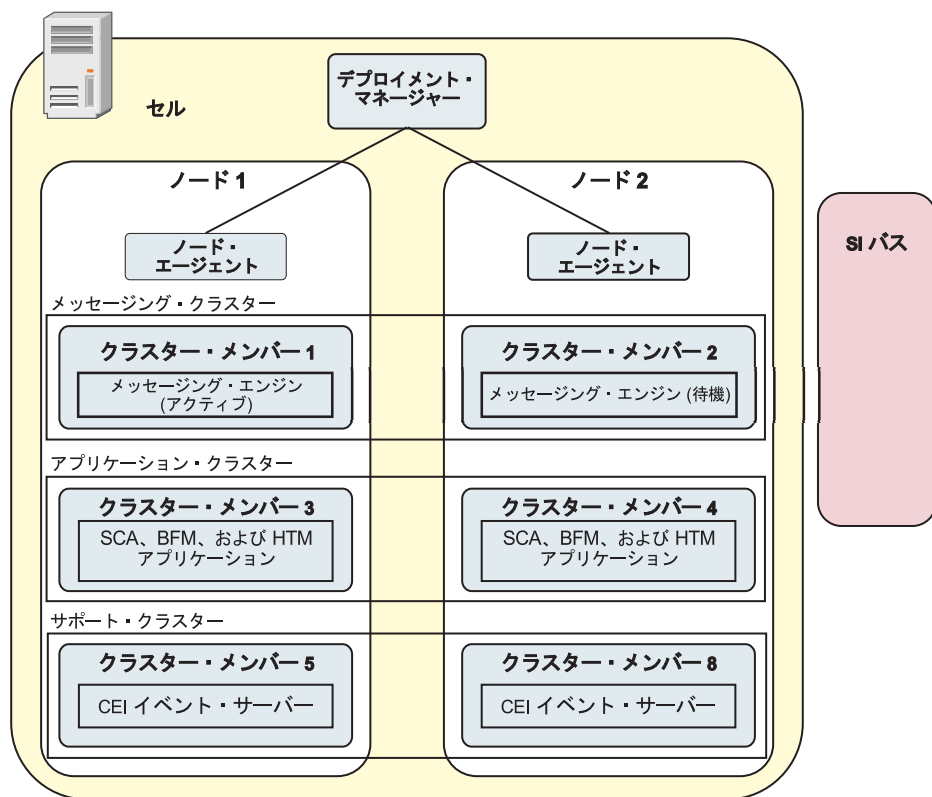 デプロイメント・
マネージャー
セル
ノード 1
ノード 2
SI バス
ノード・
エージェント
ノード・
エージェント
メッセージング・クラスター
クラスター・メンバー 1
メッセージング・エンジン
(アクティブ)
クラスター・メンバー 2
メッセージング・エンジン (待機)
アプリケーション・クラスター
クラスター・メンバー 3
SCA、BFM、および HTM
アプリケーション
クラスター・メンバー 4
SCA、BFM、および HTM
アプリケーション
サポート・クラスター
クラスター・メンバー 5
CEI イベント・サーバー
クラスター・メンバー 8
CEI イベント・サーバー